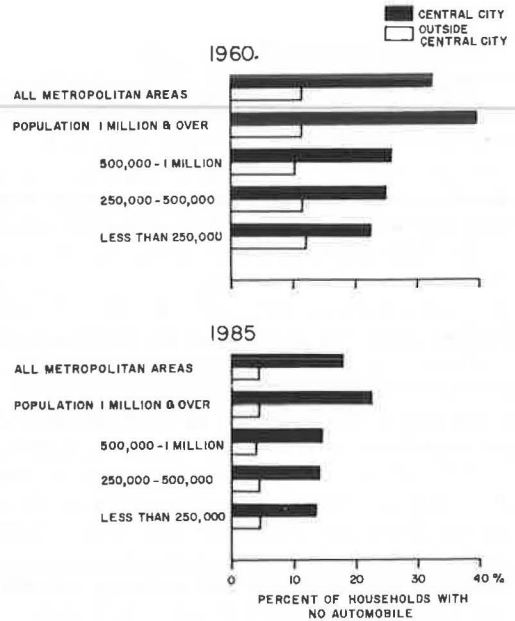 CENTRAL CITY
OUTSIDE
CENTRAL CITY
1960.
ALL METROPOLITAN AREAS
POPULATION 1 MILLION & OVER
500,000-1 MILLION
250,000-500,000
LESS THAN 250,000
1985
ALL METROPOLITAN AREAS
POPULATION 1 MILLION & OVER
500,000-1 MILLION
250,000-500,000
LESS THAN 250,000
0 10 20 30 40 %
PERCENT OF HOUSEHOLDS WITH
NO AUTOMOBILE